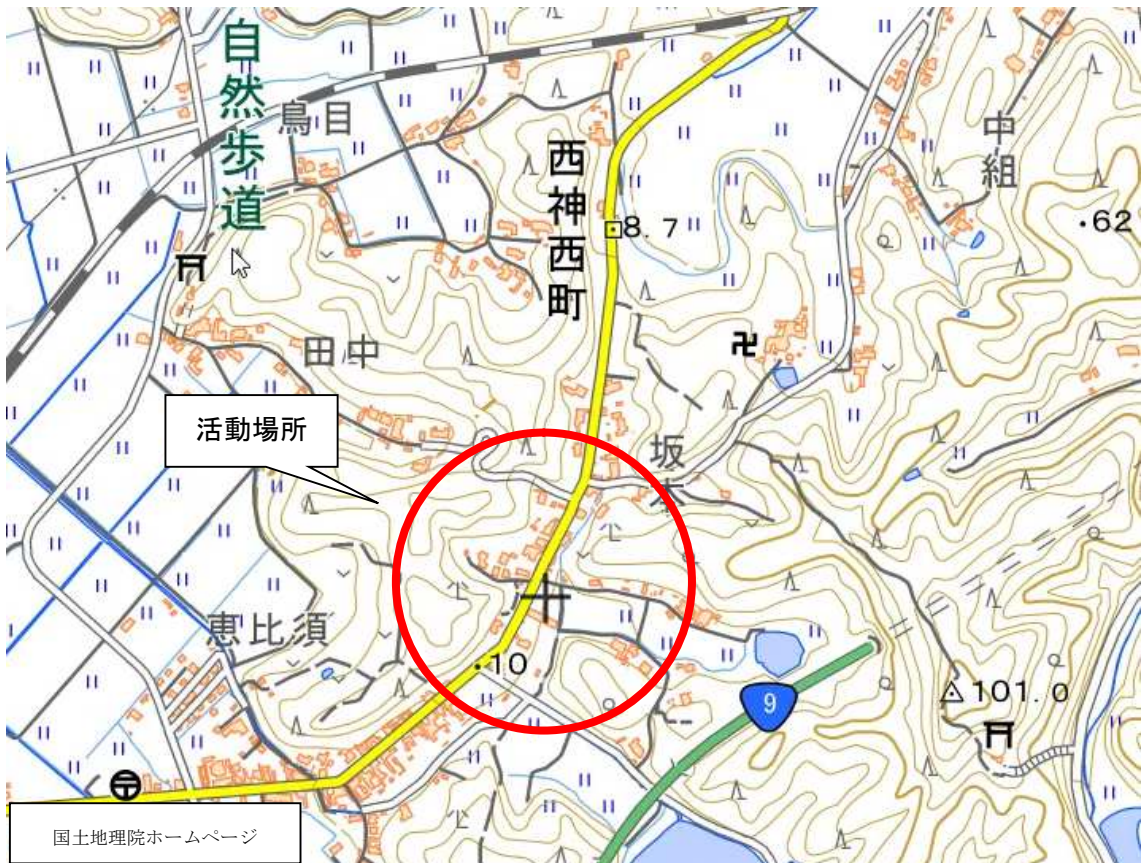 自然歩道
鳥目
西神西町
中組
8.7
・62
田中
活動場所
坂本
恵比須
・10
9
101.0
国土地理院ホームページ